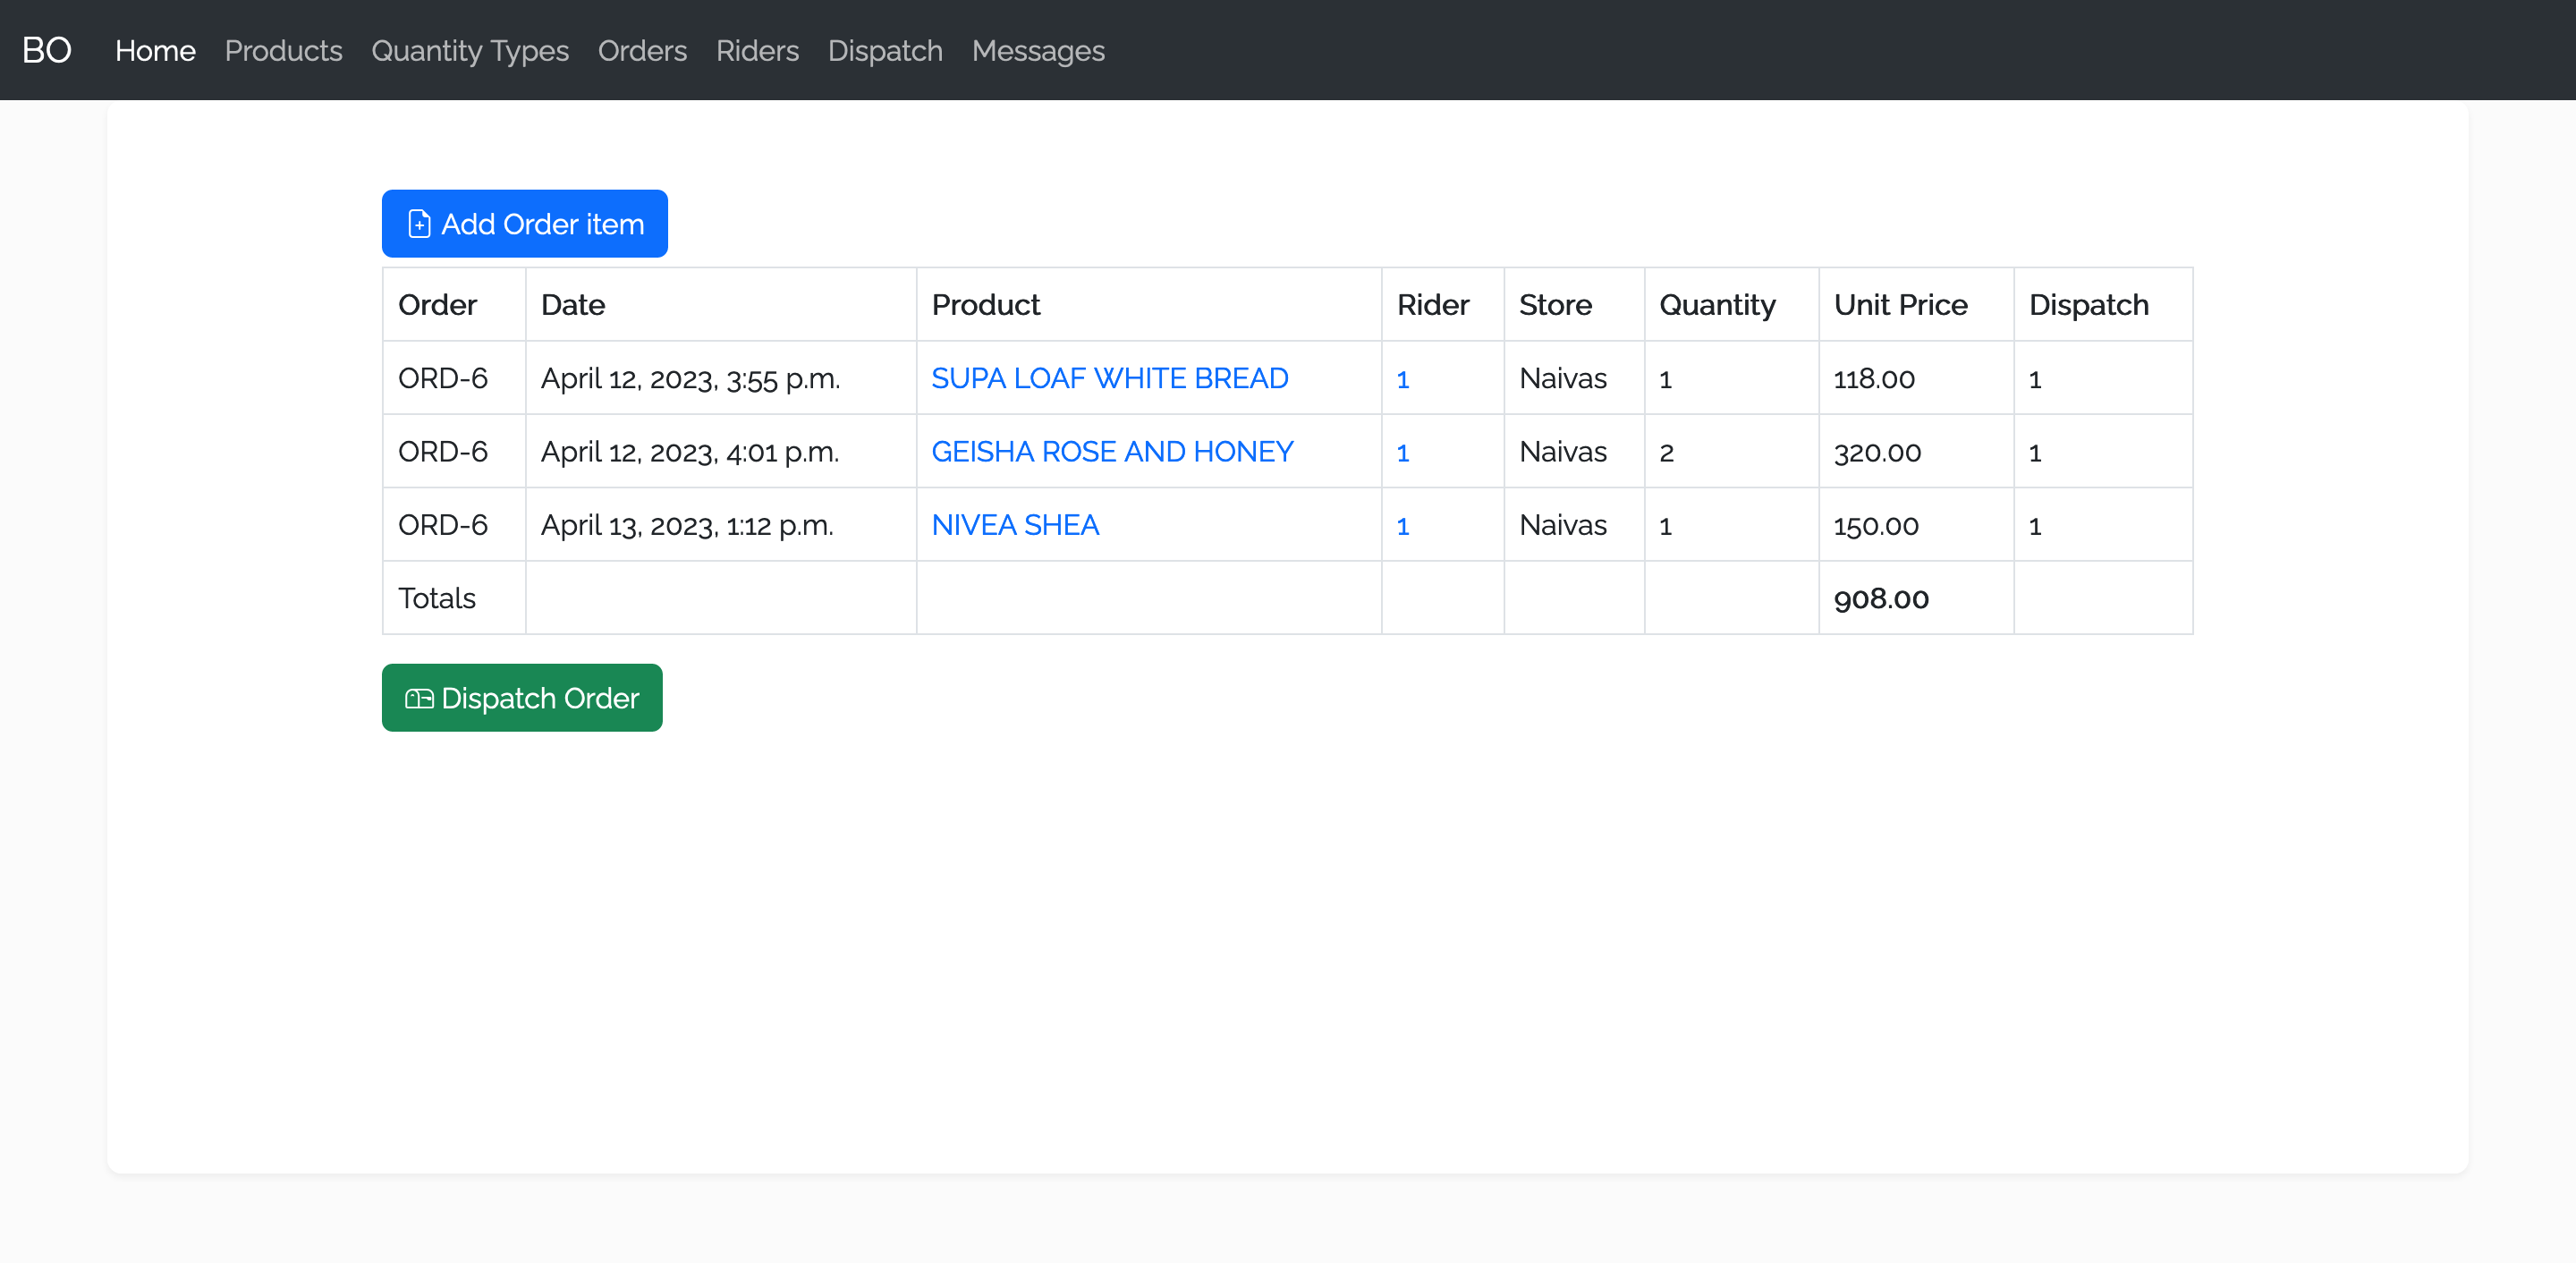 BO Home Products Quantity Types Orders Riders Dispatch Messages
Add Order item
Order Date Product Rider Store Quantity Unit Price Dispatch
ORD-6 April 12, 2023, 3:55 p.m. SUPA LOAF WHITE BREAD 1 Naivas 1 118.00 1
ORD-6 April 12, 2023, 4:01 p.m. GEISHA ROSE AND HONEY 1 Naivas 2 320.00 1
ORD-6 April 13, 2023, 1:12 p.m. NIVEA SHEA 1 Naivas 1 150.00 1
Totals 908.00
Dispatch Order